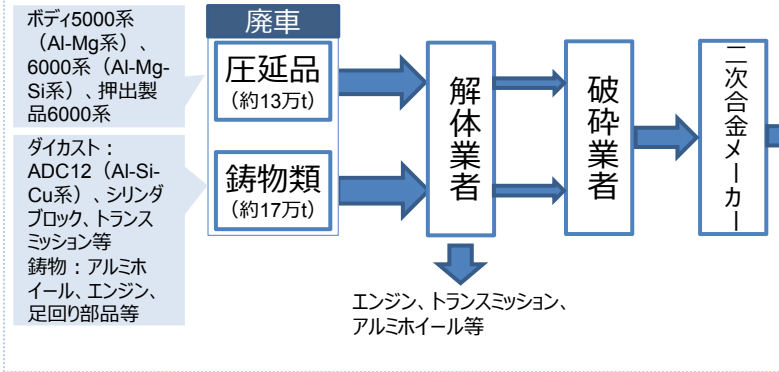 ボディ5000系
（Al-Mg系）、
6000系（Al-Mg-
Si系）、押出製
品6000系
ダイカスト：
ADC12（Al-Si-
Cu系）、シリンダ
ブロック、トランス
ミッション等
鋳物：アルミホ
イール、エンジン、
足回り部品等
廃車
圧延品
（約13万t）
鋳物類
（約17万t）
解体業者
破砕業者
二次合金メーカー
エンジン、トランスミッション、
アルミホイール等